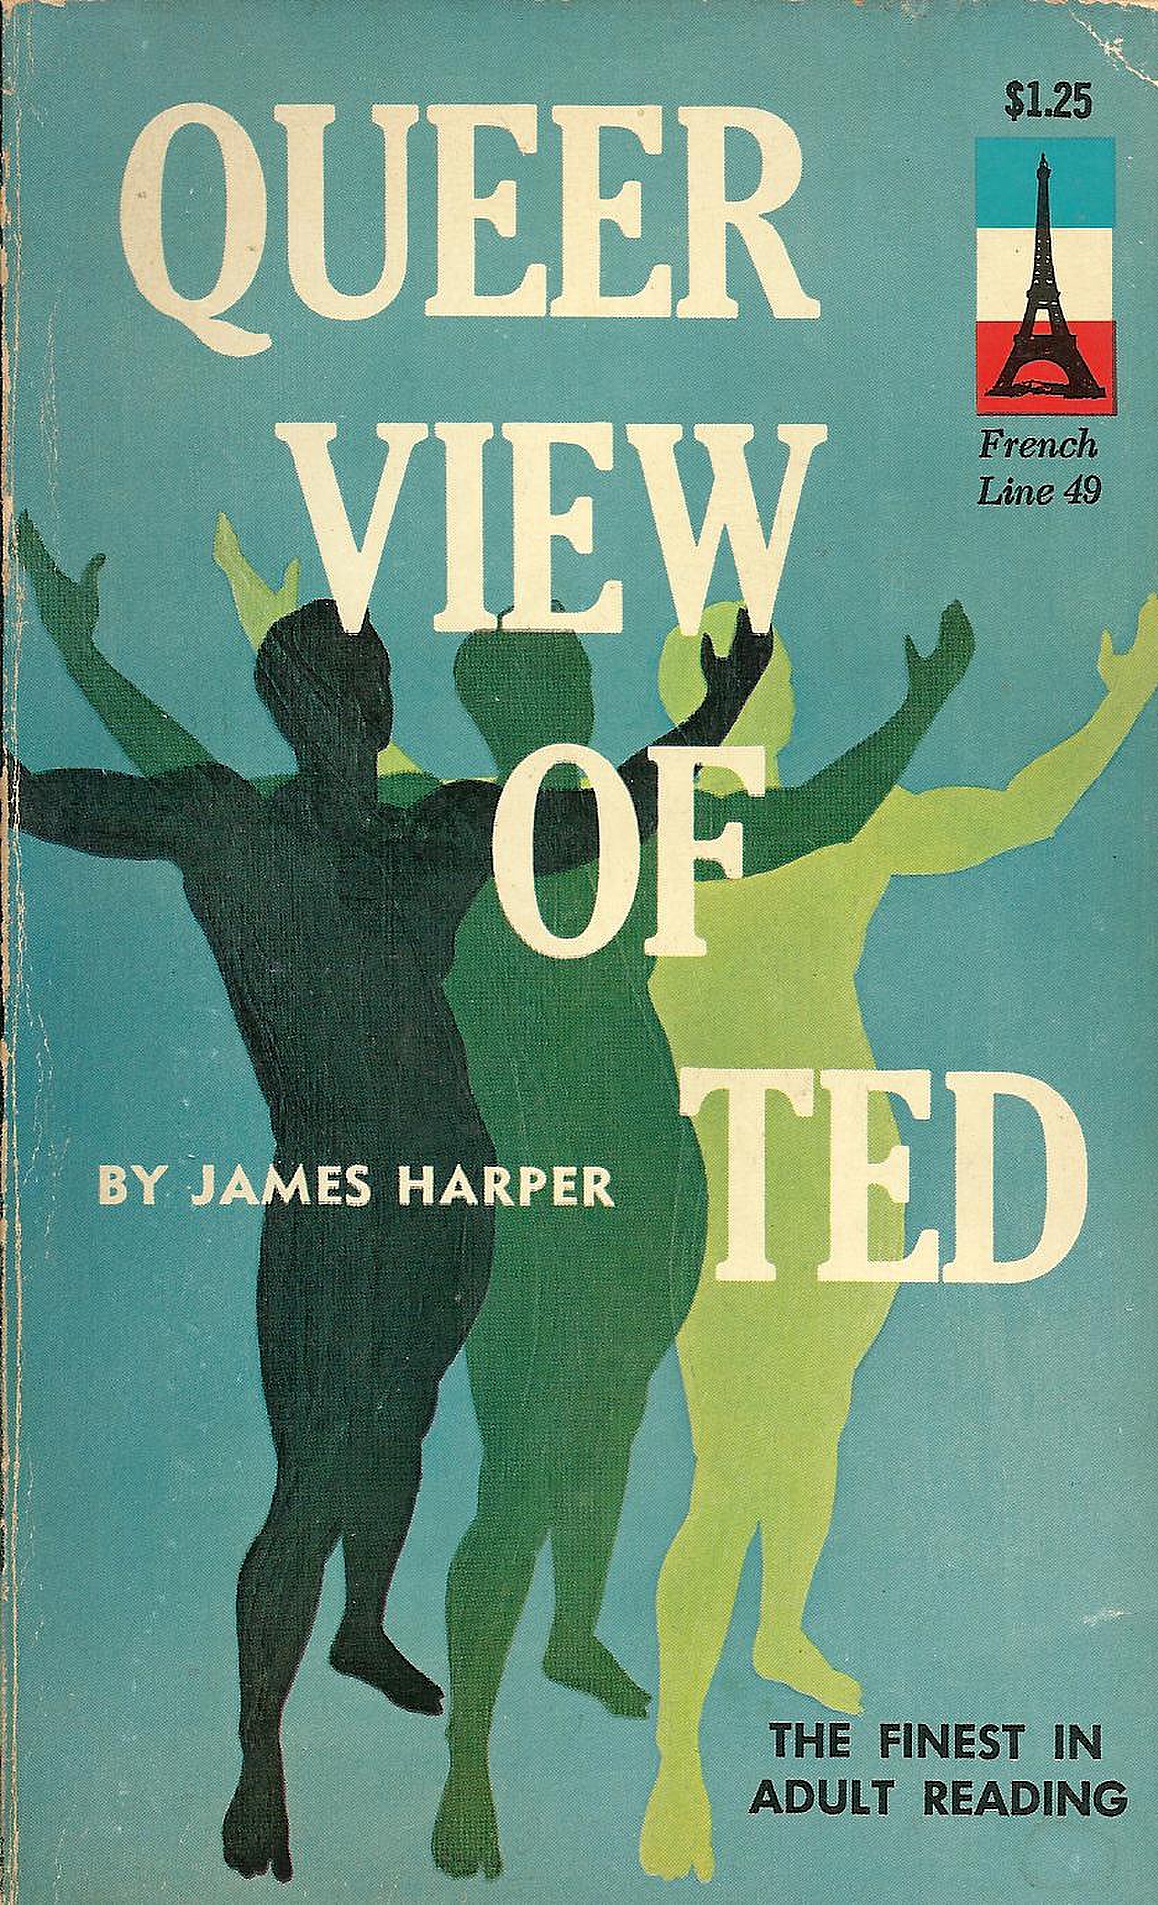 $1.25
QUEER
VIEW
OF
TED
French
Line 49
BY JAMES HARPER
THE FINEST IN
ADULT READING